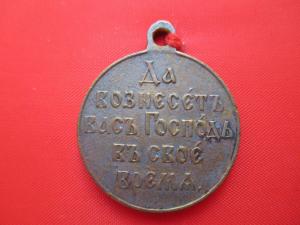 Да
вознесетъ
васъ Господь
въ свое
время.